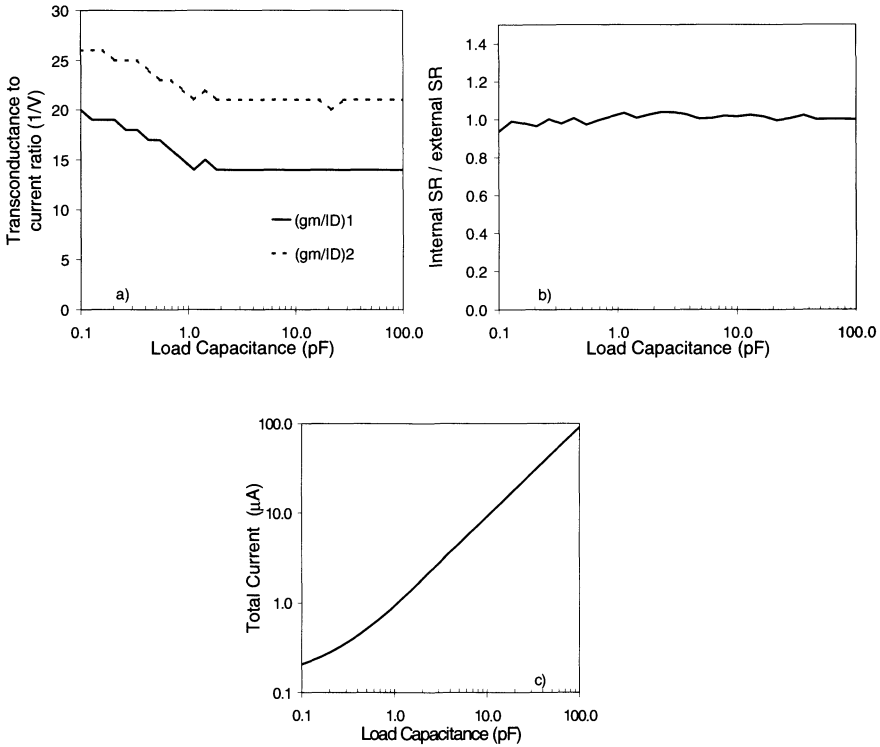 Transconductance to
current ratio (1/V)
30
25
20
15
10
5
0
(gm/ID)1
(gm/ID)2
a)
0.1 1.0 10.0 100.0
Load Capacitance (pF)
Internal SR / external SR
1.4
1.2
1.0
0.8
0.6
0.4
0.2
0.0
b)
0.1 1.0 10.0 100.0
Load Capacitance (pF)
Total Current (µA)
100.0
10.0
1.0
0.1
c)
0.1 1.0 10.0 100.0
Load Capacitance (pF)